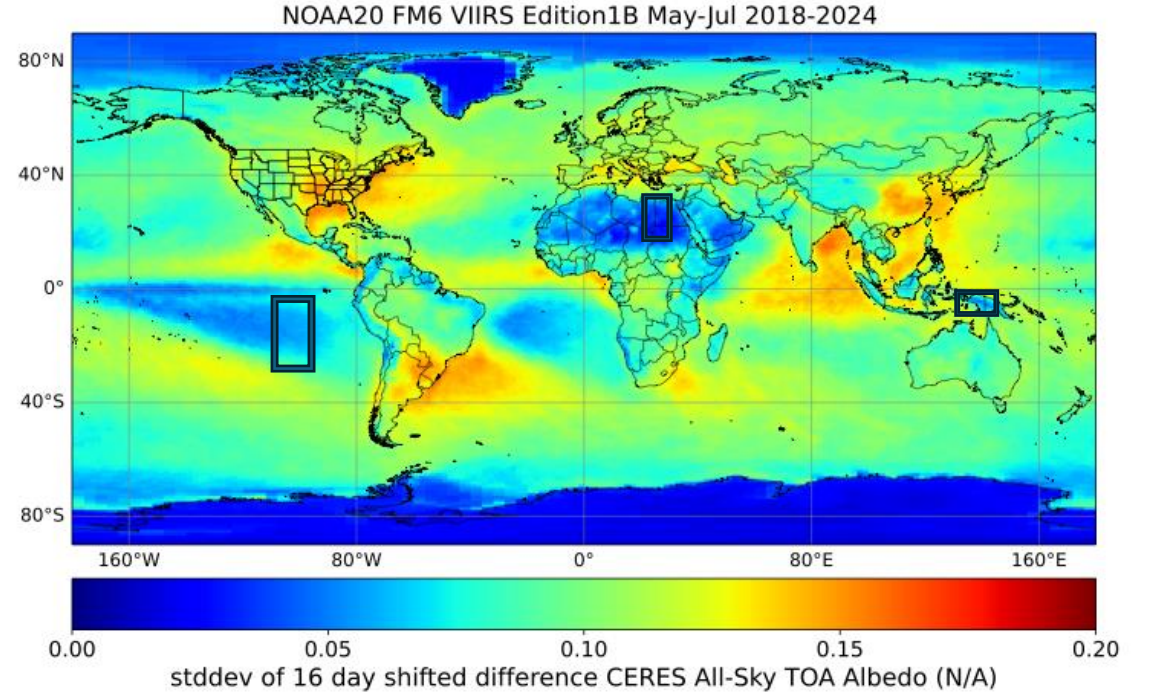 NOAA20 FM6 VIIRS Edition1B May-Jul 2018-2024
80°N
40°N
0°
40°S
80°S
160°W 80°W 0° 80°E 160°E
0.00 0.05 0.10 0.15 0.20
stddev of 16 day shifted difference CERES All-Sky TOA Albedo (N/A)